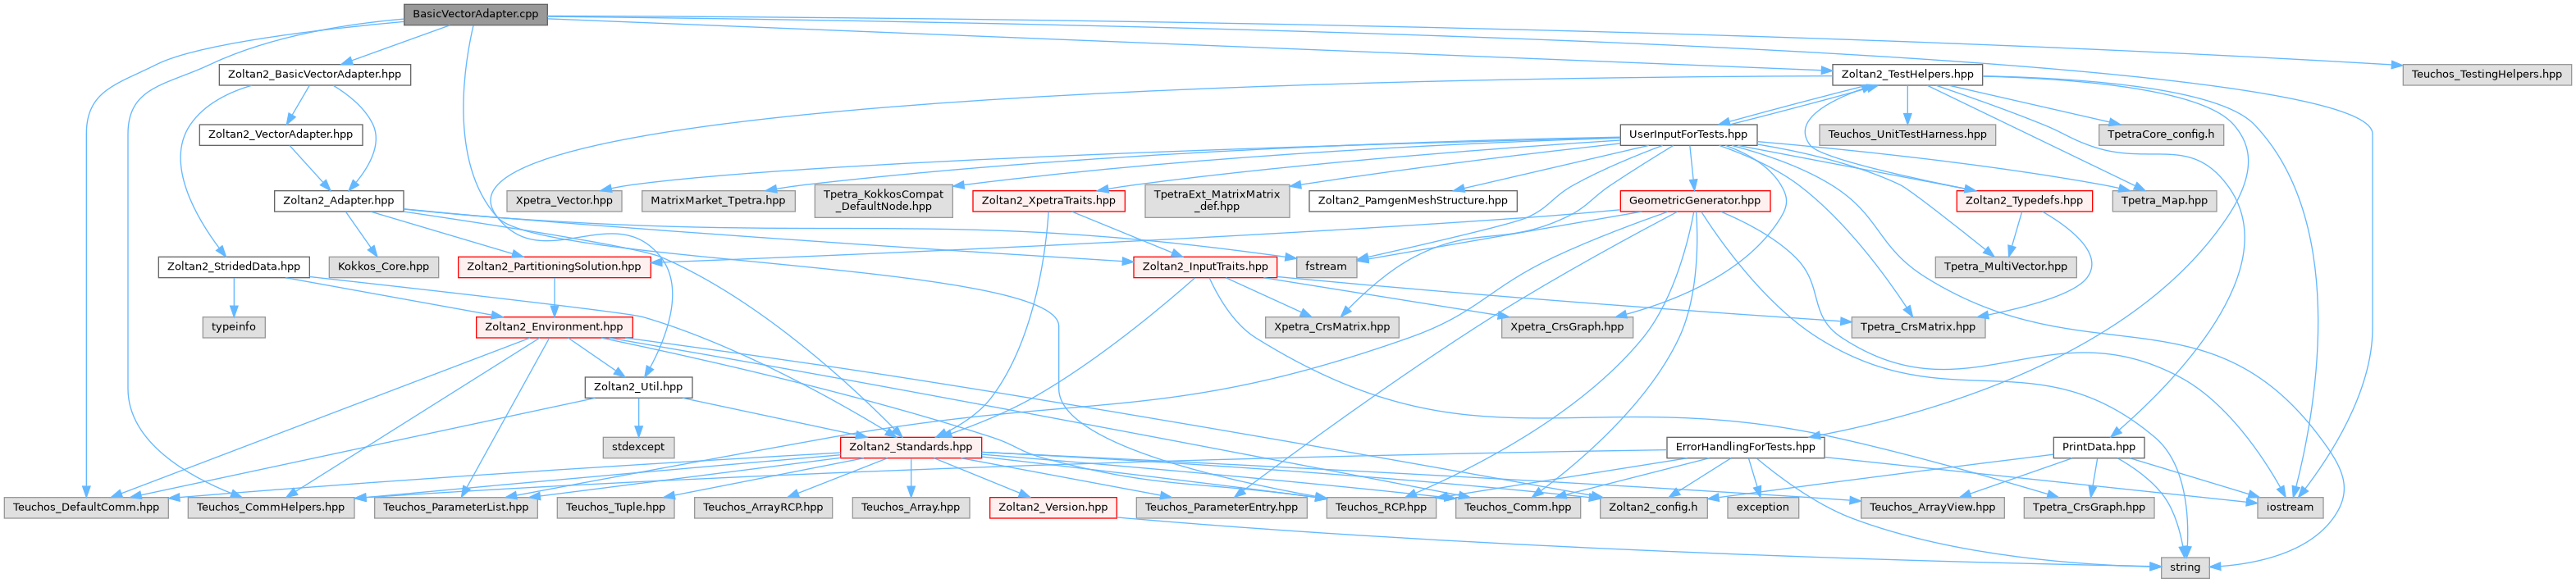 BasicVectorAdapter.cpp
Zoltan2_BasicVectorAdapter.hpp
Zoltan2_TestHelpers.hpp
Teuchos_TestingHelpers.hpp
Zoltan2_VectorAdapter.hpp
UserInputForTests.hpp
Teuchos_UnitTestHarness.hpp
TpetraCore_config.h
Zoltan2_Adapter.hpp
Xpetra_Vector.hpp
MatrixMarket_Tpetra.hpp
Tpetra_KokkosCompat
_DefaultNode.hpp
Zoltan2_XpetraTraits.hpp
TpetraExt_MatrixMatrix
_def.hpp
Zoltan2_PamgenMeshStructure.hpp
GeometricGenerator.hpp
Zoltan2_Typedefs.hpp
Tpetra_Map.hpp
Zoltan2_StridedData.hpp
Kokkos_Core.hpp
Zoltan2_PartitioningSolution.hpp
Zoltan2_InputTraits.hpp
fstream
Tpetra_MultiVector.hpp
typeinfo
Zoltan2_Environment.hpp
Xpetra_CrsMatrix.hpp
Xpetra_CrsGraph.hpp
Tpetra_CrsMatrix.hpp
Zoltan2_Util.hpp
stdexcept
Zoltan2_Standards.hpp
ErrorHandlingForTests.hpp
PrintData.hpp
Teuchos_DefaultComm.hpp
Teuchos_CommHelpers.hpp
Teuchos_ParameterList.hpp
Teuchos_Tuple.hpp
Teuchos_ArrayRCP.hpp
Teuchos_Array.hpp
Zoltan2_Version.hpp
Teuchos_ParameterEntry.hpp
Teuchos_RCP.hpp
Teuchos_Comm.hpp
Zoltan2_config.h
exception
Teuchos_ArrayView.hpp
Tpetra_CrsGraph.hpp
iostream
string